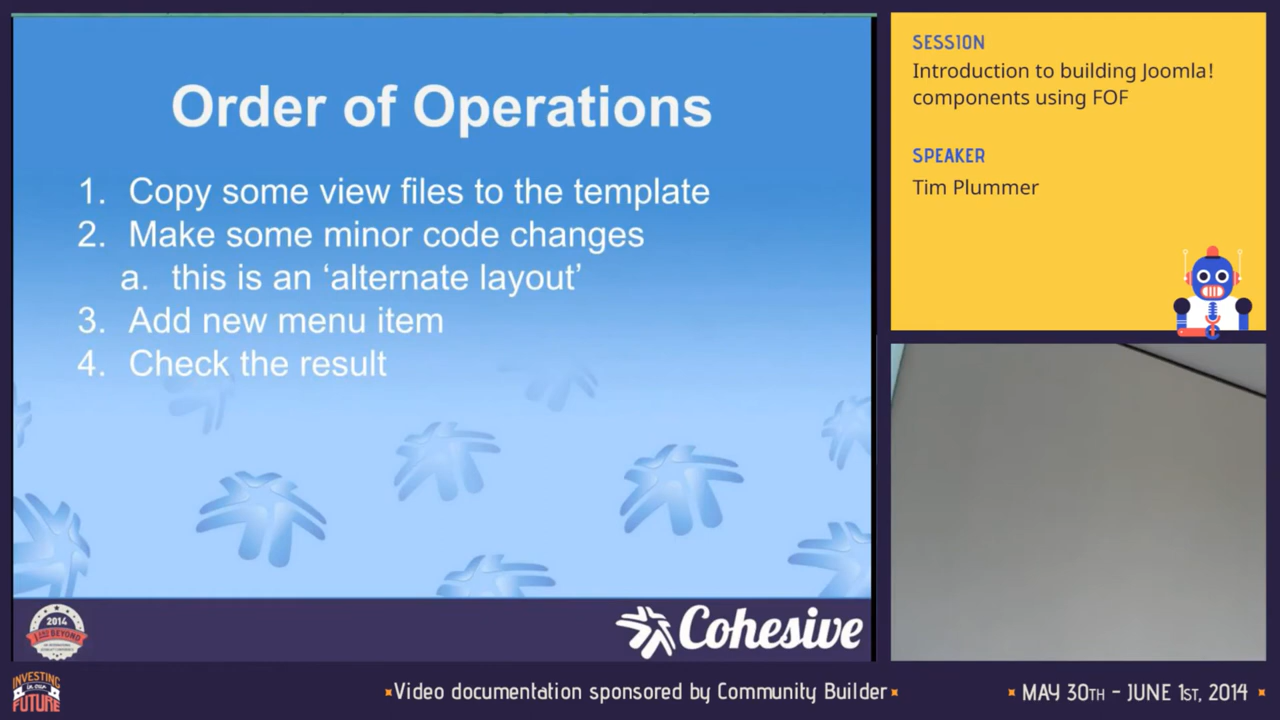 Order of Operations
1. Copy some view files to the template
2. Make some minor code changes
a. this is an ‘alternate layout’
3. Add new menu item
4. Check the result
2014
J AND BEYOND
Cohesive
SESSION
Introduction to building Joomla!
components using FOF
SPEAKER
Tim Plummer
INVESTING
in our
FUTURE
Video documentation sponsored by Community Builder
MAY 30TH - JUNE 1ST, 2014